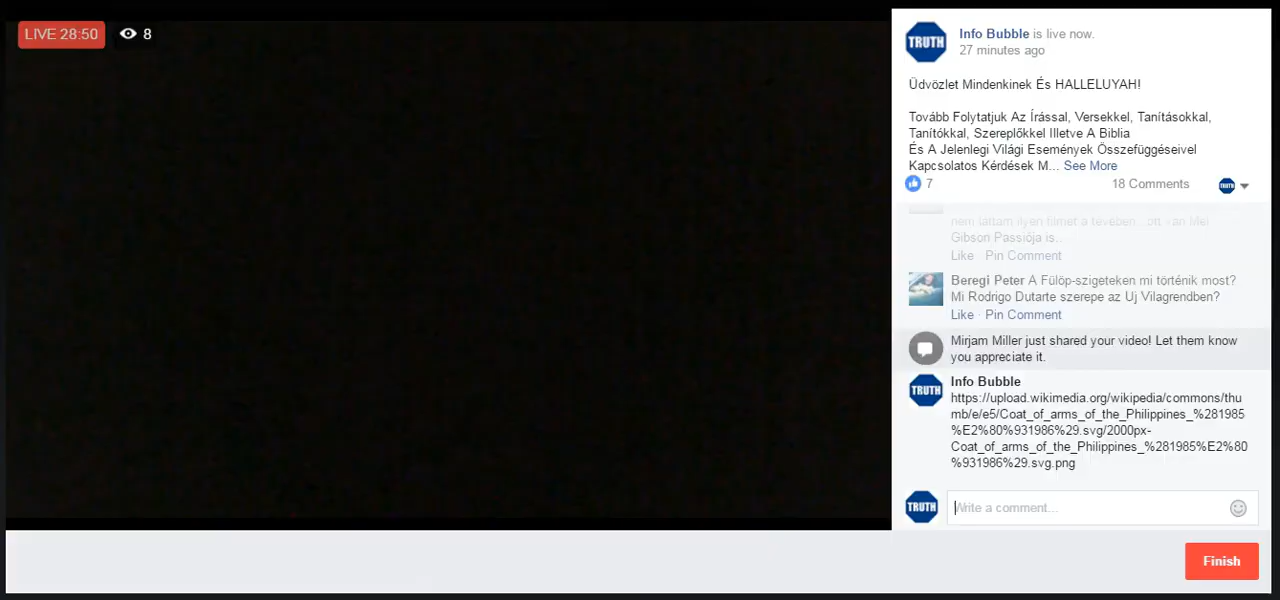 LIVE 28:50
8
TRUTH
Info Bubble is live now.
27 minutes ago
Üdvözlet Mindenkinek És HALLELUYAH!
Tovább Folytatjuk Az Írással, Versekkel, Tanításokkal,
Tanítókkal, Szereplőkkel Illetve A Biblia
És A Jelenlegi Világi Események Összefüggéseivel
Kapcsolatos Kérdések M... See More
7
18 Comments
TRUTH
nem láttam ilyen filmet a tévében...ott van Mel
Gibson Passiója is..
Like · Pin Comment
Beregi Peter A Fülöp-szigeteken mi történik most?
Mi Rodrigo Dutarte szerepe az Uj Vilagrendben?
Like · Pin Comment
Mirjam Miller just shared your video! Let them know
you appreciate it.
TRUTH
Info Bubble
https://upload.wikimedia.org/wikipedia/commons/thu
mb/e/e5/Coat_of_arms_of_the_Philippines_%281985
%E2%80%931986%29.svg/2000px-
Coat_of_arms_of_the_Philippines_%281985%E2%80
%931986%29.svg.png
TRUTH
Write a comment...
Finish